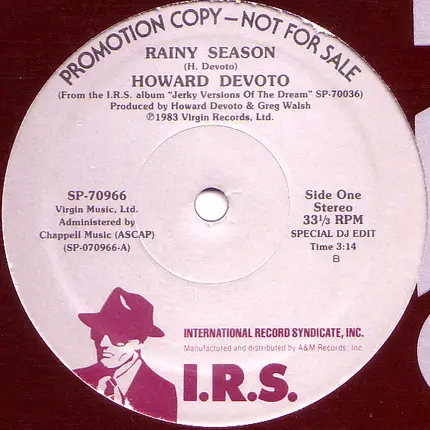 PROMOTION COPY — NOT FOR SALE
RAINY SEASON
(H. Devoto)
HOWARD DEVOTO
(From the I.R.S. album "Jerky Versions Of The Dream" SP-70036)
Produced by Howard Devoto & Greg Walsh
℗1983 Virgin Records, Ltd.
SP-70966
Virgin Music, Ltd.
Administered by
Chappell Music (ASCAP)
(SP-070966-A)
Side One
Stereo
33⅓ RPM
SPECIAL DJ EDIT
Time 3:14
B
INTERNATIONAL RECORD SYNDICATE, INC.
Manufactured and distributed by A&M Records, Inc.
I.R.S.